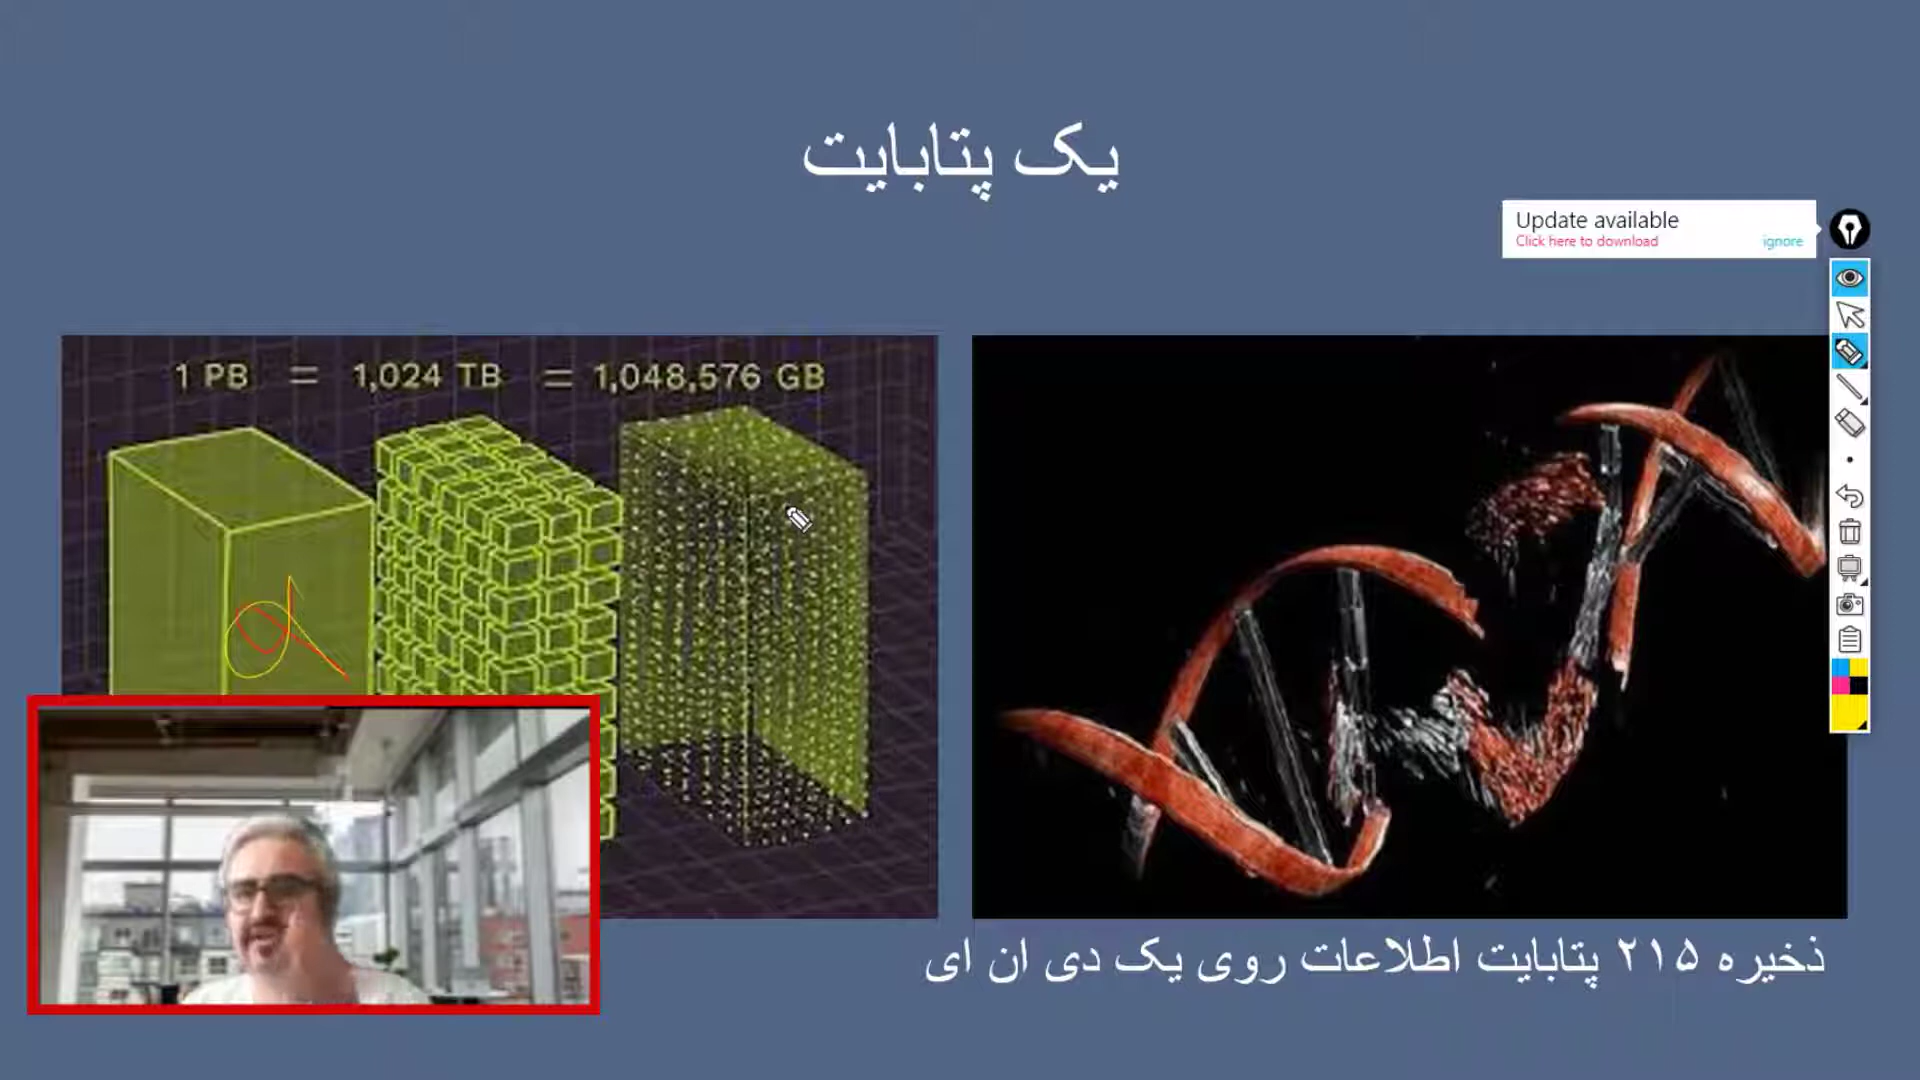 یک پتابایت
Update available
Click here to download
ignore
1 PB = 1,024 TB = 1,048,576 GB
ذخیره ۲۱۵ پتابایت اطلاعات روی یک دی ان ای